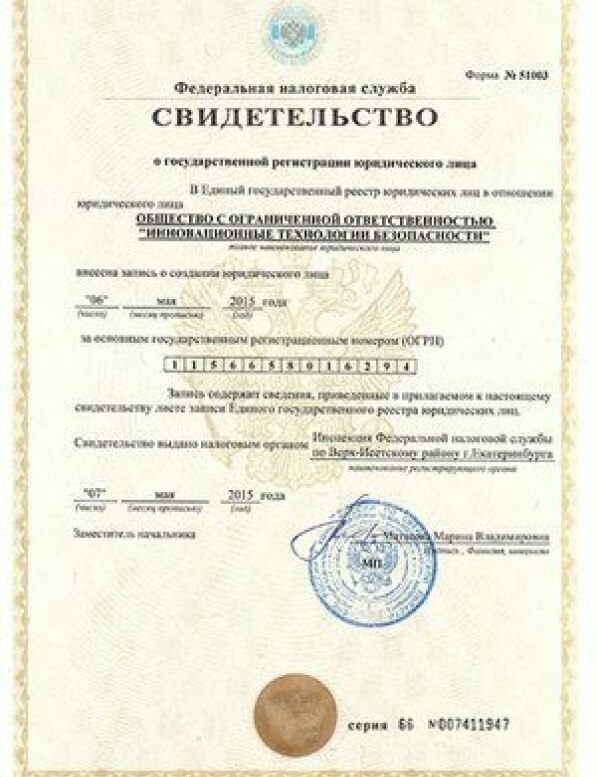 Форма № 51003
Федеральная налоговая служба
СВИДЕТЕЛЬСТВО
о государственной регистрации юридического лица
В Единый государственный реестр юридических лиц в отношении
юридического лица
ОБЩЕСТВО С ОГРАНИЧЕННОЙ ОТВЕТСТВЕННОСТЬЮ
"ИННОВАЦИОННЫЕ ТЕХНОЛОГИИ БЕЗОПАСНОСТИ"
полное наименование юридического лица
внесена запись о создании юридического лица
"06" мая 2015 года
(число) (месяц прописью) (год)
за основным государственным регистрационным номером (ОГРН)
1 1 5 6 6 5 8 0 1 6 2 9 4
Запись содержит сведения, приведенные в прилагаемом к настоящему
свидетельству листе записи Единого государственного реестра юридических лиц.
Свидетельство выдано налоговым органом Инспекция Федеральной налоговой службы
по Верх-Исетскому району г.Екатеринбурга
наименование регистрирующего органа
"07" мая 2015 года
(число) (месяц прописью) (год)
Заместитель начальника Марина Владимировна
Подпись, Фамилия, инициалы
МП
серия 66 №007411947